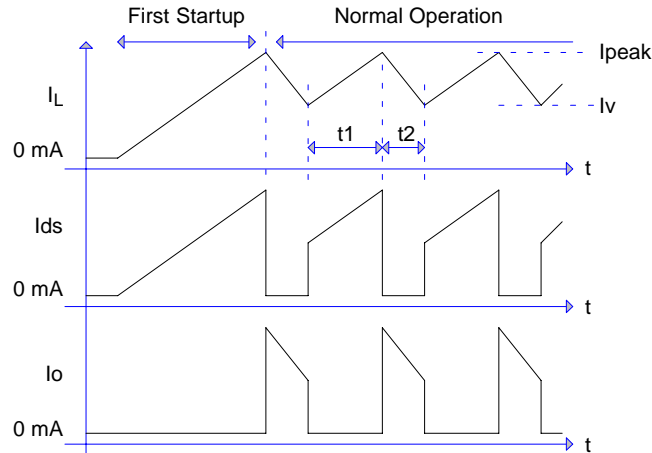 First Startup
Normal Operation
Ipeak
IL
Iv
t1
t2
0 mA
t
Ids
0 mA
t
Io
0 mA
t